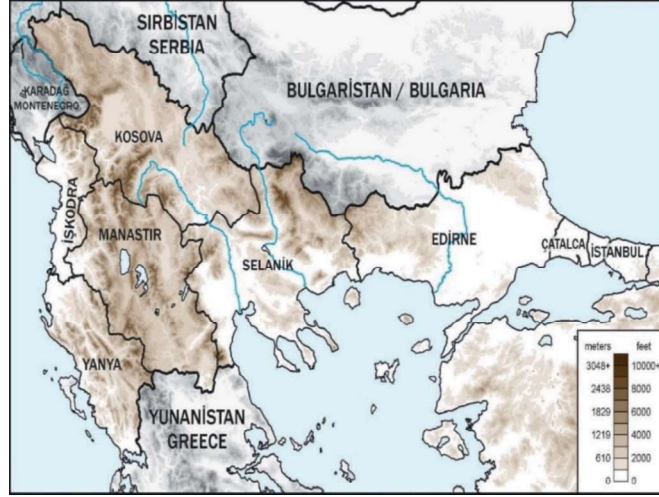 SIRBİSTAN
SERBIA
BULGARİSTAN / BULGARIA
KARADAĞ
MONTENEGRO
KOSOVA
İŞKODRA
MANASTIR
EDİRNE
ÇATALCA
İSTANBUL
SELANİK
YANYA
YUNANİSTAN
GREECE
meters feet
3048+ 10000+
2438 8000
1829 6000
1219 4000
610 2000
0 0